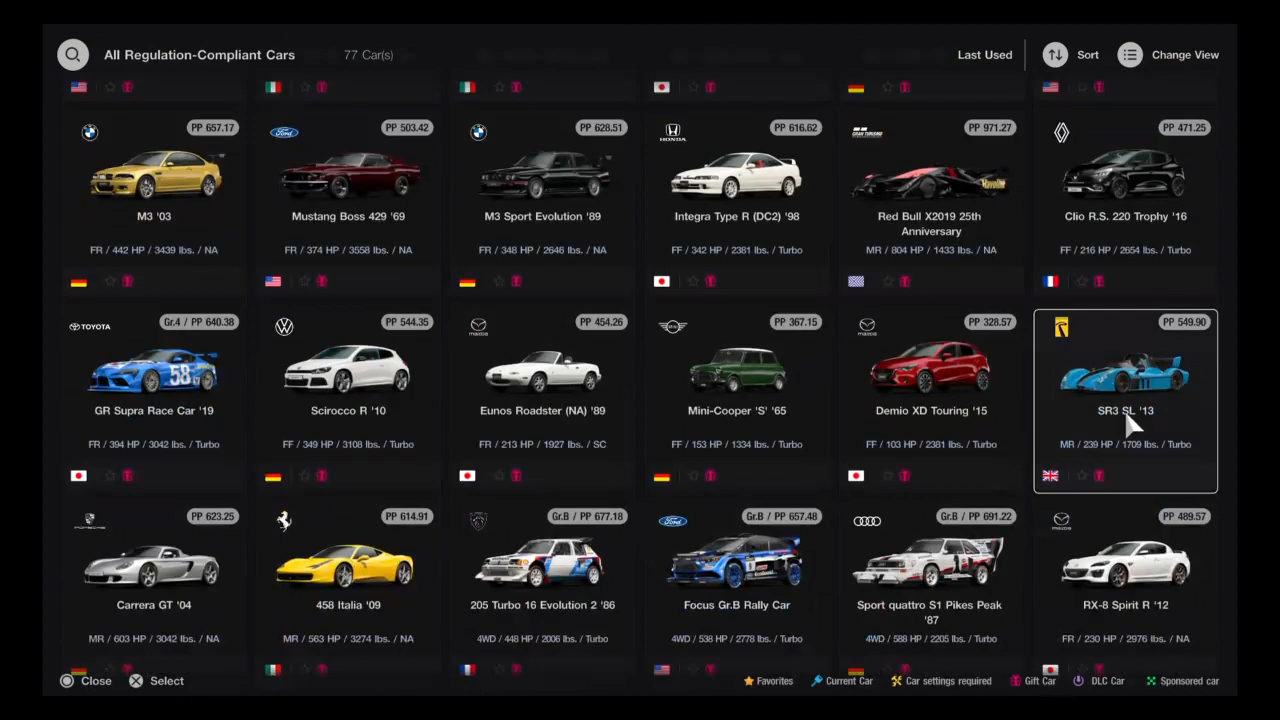 All Regulation-Compliant Cars 77 Car(s) Last Used Sort Change View
PP 657.17 Ford PP 503.42 PP 628.51 HONDA PP 616.62 GRAN TURISMO PP 971.27 PP 471.25
Havoline
M3 '03 Mustang Boss 429 '69 M3 Sport Evolution '89 Integra Type R (DC2) '98 Red Bull X2019 25th Clio R.S. 220 Trophy '16
Anniversary
FR / 442 HP / 3439 lbs. / NA FR / 374 HP / 3558 lbs. / NA FR / 348 HP / 2646 lbs. / NA FF / 342 HP / 2381 lbs. / Turbo MR / 804 HP / 1433 lbs. / NA FF / 216 HP / 2654 lbs. / Turbo
TOYOTA Gr.4 / PP 640.38 PP 544.35 mazda PP 454.26 MINI PP 367.15 mazda PP 328.57 PP 549.90
58
GR Supra Race Car '19 Scirocco R '10 Eunos Roadster (NA) '89 Mini-Cooper 'S' '65 Demio XD Touring '15 SR3 SL '13
FR / 394 HP / 3042 lbs. / Turbo FF / 349 HP / 3108 lbs. / Turbo FR / 213 HP / 1927 lbs. / SC FF / 153 HP / 1334 lbs. / Turbo FF / 103 HP / 2381 lbs. / Turbo MR / 239 HP / 1709 lbs. / Turbo
PORSCHE PP 623.25 PP 614.91 Gr.B / PP 677.18 Ford Gr.B / PP 657.48 Gr.B / PP 691.22 mazda PP 489.57
Carrera GT '04 458 Italia '09 205 Turbo 16 Evolution 2 '86 Focus Gr.B Rally Car Sport quattro S1 Pikes Peak RX-8 Spirit R '12
'87
MR / 603 HP / 3042 lbs. / NA MR / 563 HP / 3274 lbs. / NA 4WD / 448 HP / 2006 lbs. / Turbo 4WD / 538 HP / 2778 lbs. / Turbo 4WD / 588 HP / 2205 lbs. / Turbo FR / 230 HP / 2976 lbs. / NA
Close Select Favorites Current Car Car settings required Gift Car DLC Car Sponsored car